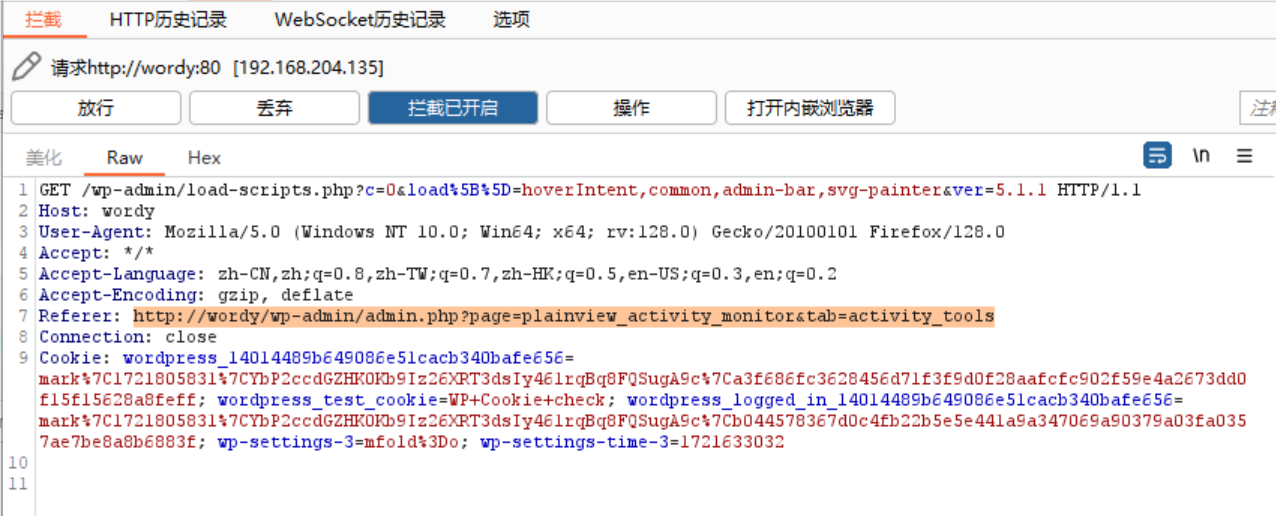 拦截 HTTP历史记录 WebSocket历史记录 选项
请求http://wordy:80 [192.168.204.135]
放行 丢弃 拦截已开启 操作 打开内嵌浏览器
美化 Raw Hex \n
1 GET /wp-admin/load-scripts.php?c=0&load%5B%5D=hoverIntent,common,admin-bar,svg-painter&ver=5.1.1 HTTP/1.1
2 Host: wordy
3 User-Agent: Mozilla/5.0 (Windows NT 10.0; Win64; x64; rv:128.0) Gecko/20100101 Firefox/128.0
4 Accept: */*
5 Accept-Language: zh-CN,zh;q=0.8,zh-TW;q=0.7,zh-HK;q=0.5,en-US;q=0.3,en;q=0.2
6 Accept-Encoding: gzip, deflate
7 Referer: http://wordy/wp-admin/admin.php?page=plainview_activity_monitor&tab=activity_tools
8 Connection: close
9 Cookie: wordpress_14014489b649086e51cacb340bafe656=
mark%7C1721805831%7CYbP2ccdGZHK0Kb9Iz26XRT3dsIy461rqBq8FQSugA9c%7Ca3f686fc3628456d71f3f9d0f28aafcfc902f59e4a2673dd0
f15f15628a8feff; wordpress_test_cookie=WP+Cookie+check; wordpress_logged_in_14014489b649086e51cacb340bafe656=
mark%7C1721805831%7CYbP2ccdGZHK0Kb9Iz26XRT3dsIy461rqBq8FQSugA9c%7Cb044578367d0c4fb22b5e5e441a9a347069a90379a03fa035
7ae7be8a8b6883f; wp-settings-3=mfold%3Do; wp-settings-time-3=1721633032
10
11